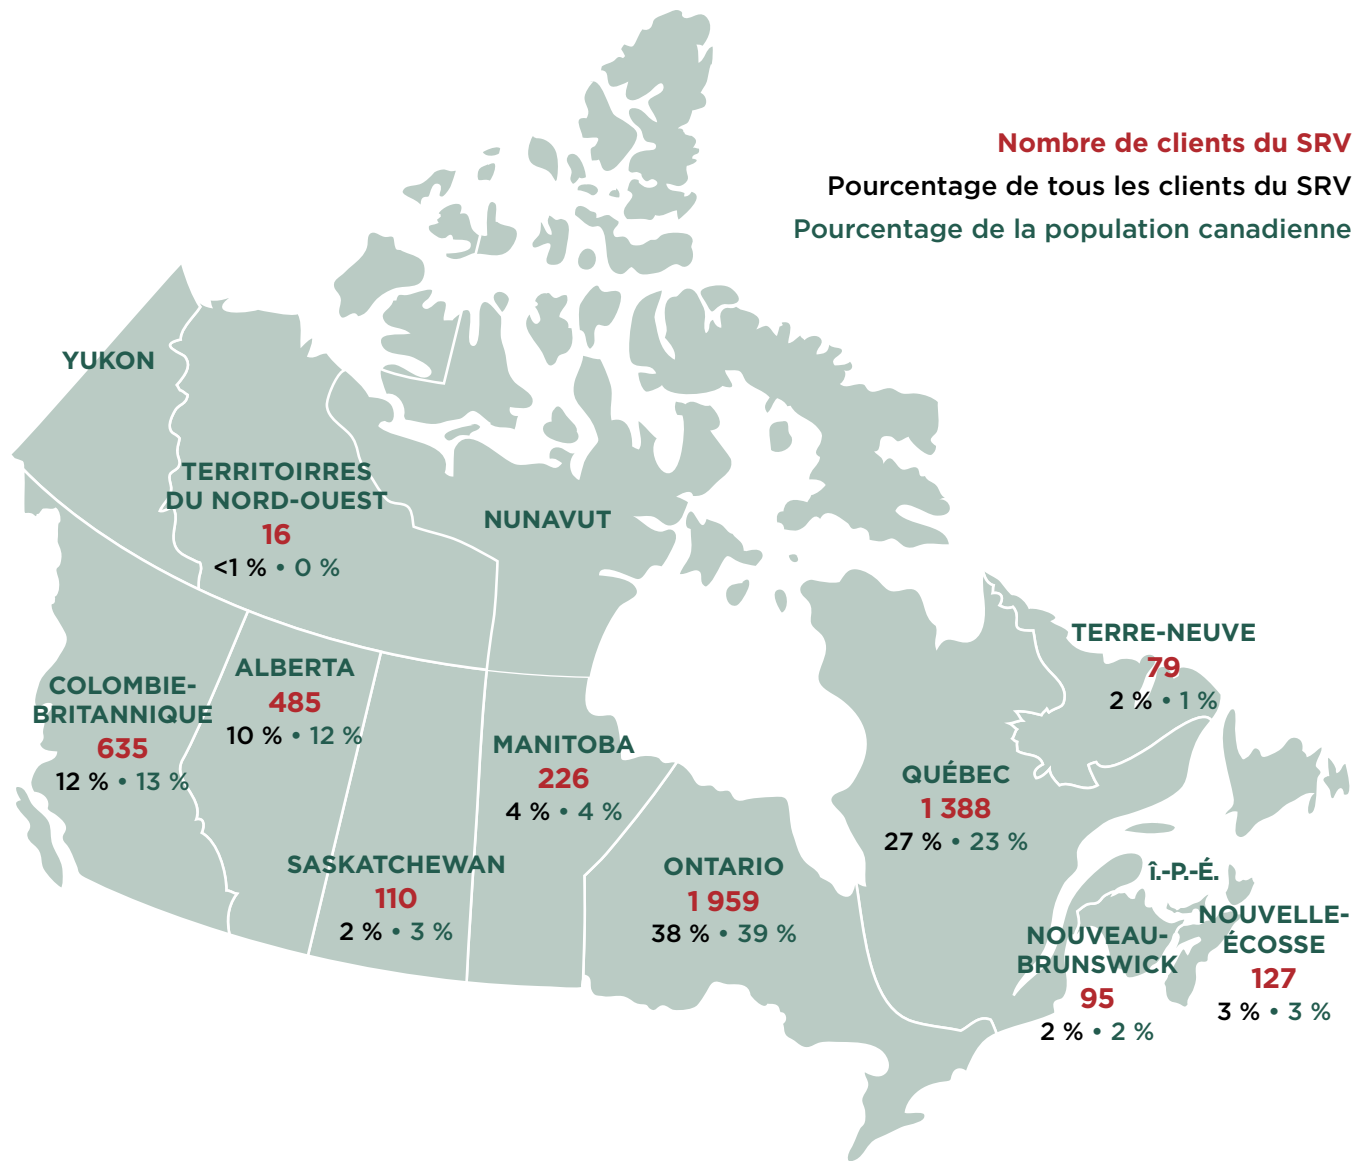 Nombre de clients du SRV
Pourcentage de tous les clients du SRV
Pourcentage de la population canadienne
YUKON
TERRITOIRRES
DU NORD-OUEST
16
<1 % • 0 %
NUNAVUT
TERRE-NEUVE
79
2 % • 1 %
COLOMBIE-
BRITANNIQUE
635
12 % • 13 %
ALBERTA
485
10 % • 12 %
MANITOBA
226
4 % • 4 %
QUÉBEC
1 388
27 % • 23 %
SASKATCHEWAN
110
2 % • 3 %
ONTARIO
1 959
38 % • 39 %
Î.-P.-É.
NOUVEAU-
BRUNSWICK
95
2 % • 2 %
NOUVELLE-
ÉCOSSE
127
3 % • 3 %